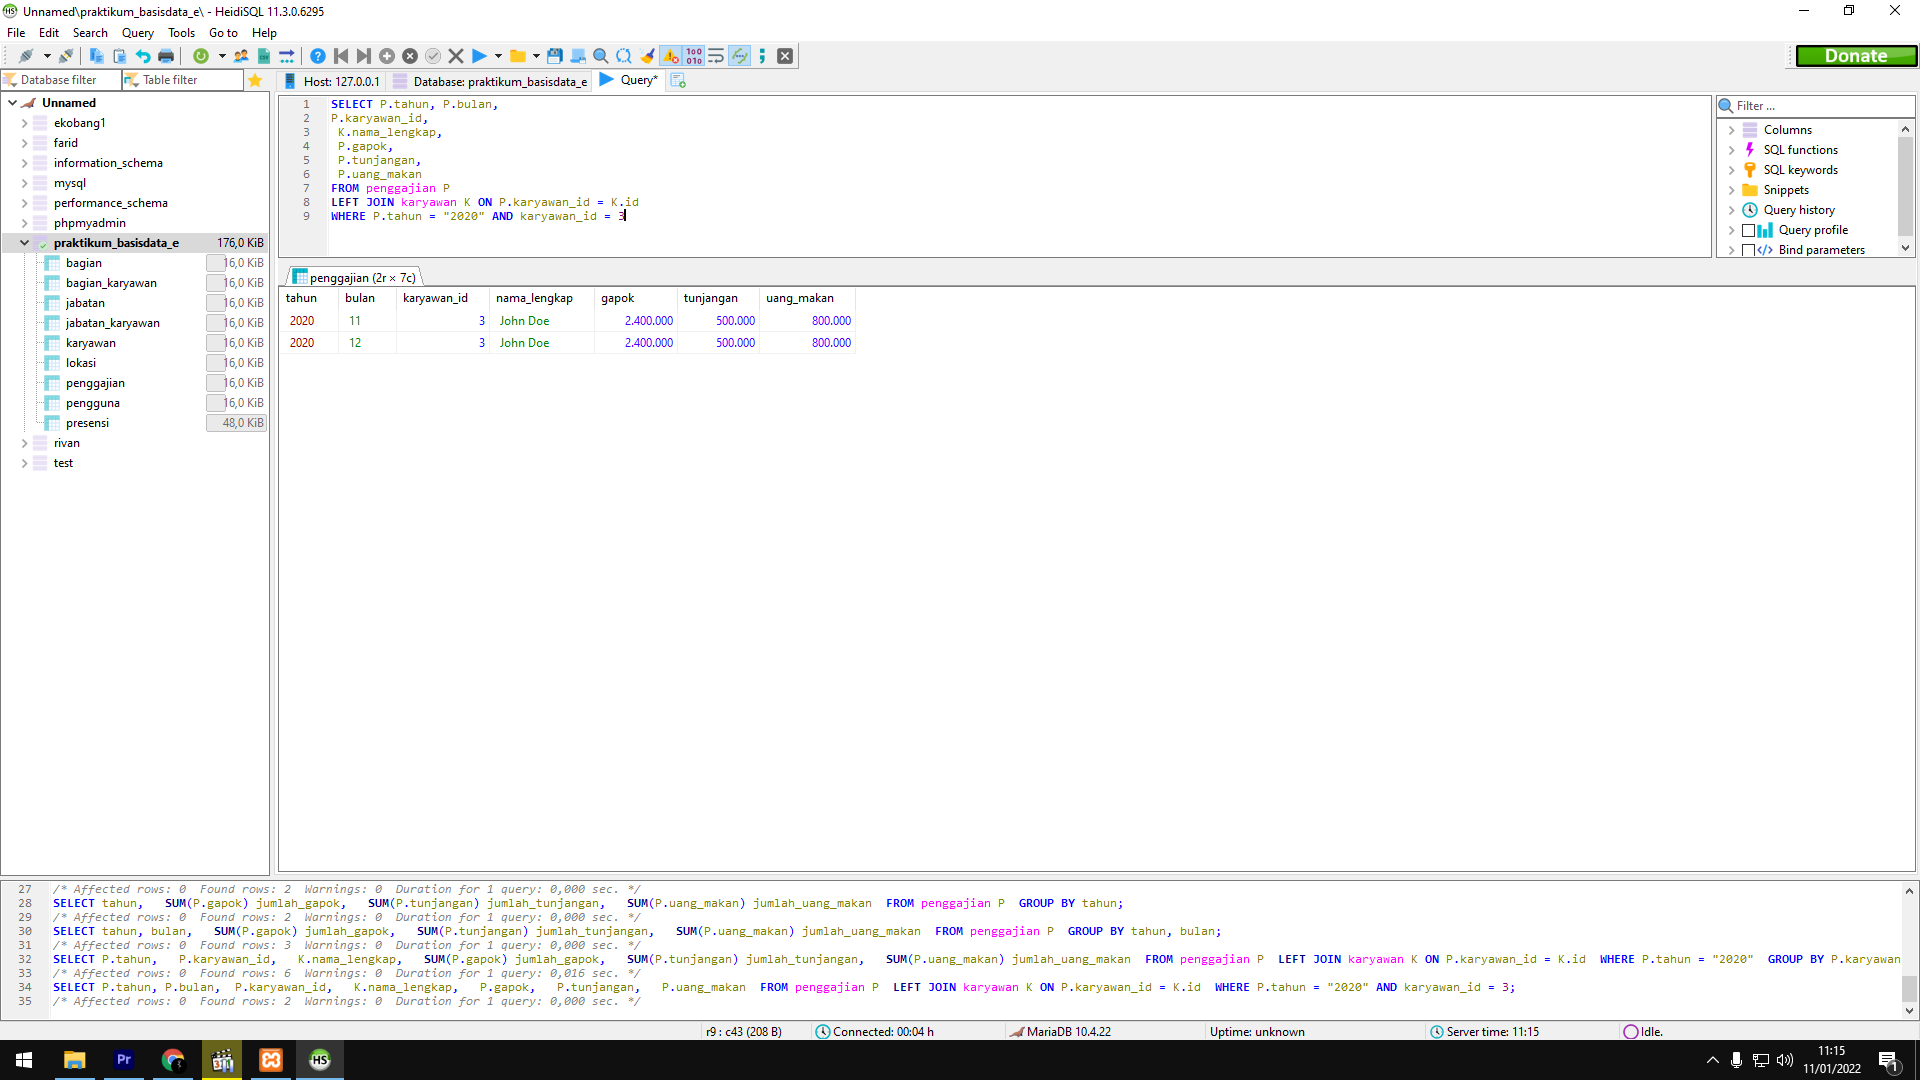 Unnamed\praktikum_basisdata_e\ - HeidiSQL 11.3.0.6295
File Edit Search Query Tools Go to Help
Donate
Database filter Table filter Host: 127.0.0.1 Database: praktikum_basisdata_e Query*
Unnamed
ekobang1
farid
information_schema
mysql
performance_schema
phpmyadmin
praktikum_basisdata_e 176,0 KiB
bagian 16,0 KiB
bagian_karyawan 16,0 KiB
jabatan 16,0 KiB
jabatan_karyawan 16,0 KiB
karyawan 16,0 KiB
lokasi 16,0 KiB
penggajian 16,0 KiB
pengguna 16,0 KiB
presensi 48,0 KiB
rivan
test
1 SELECT P.tahun, P.bulan,
2 P.karyawan_id,
3 K.nama_lengkap,
4 P.gapok,
5 P.tunjangan,
6 P.uang_makan
7 FROM penggajian P
8 LEFT JOIN karyawan K ON P.karyawan_id = K.id
9 WHERE P.tahun = "2020" AND karyawan_id = 3
Filter ...
Columns
SQL functions
SQL keywords
Snippets
Query history
Query profile
Bind parameters
penggajian (2r × 7c)
tahun bulan karyawan_id nama_lengkap gapok tunjangan uang_makan
2020 11 3 John Doe 2.400.000 500.000 800.000
2020 12 3 John Doe 2.400.000 500.000 800.000
27 /* Affected rows: 0 Found rows: 2 Warnings: 0 Duration for 1 query: 0,000 sec. */
28 SELECT tahun, SUM(P.gapok) jumlah_gapok, SUM(P.tunjangan) jumlah_tunjangan, SUM(P.uang_makan) jumlah_uang_makan FROM penggajian P GROUP BY tahun;
29 /* Affected rows: 0 Found rows: 2 Warnings: 0 Duration for 1 query: 0,000 sec. */
30 SELECT tahun, bulan, SUM(P.gapok) jumlah_gapok, SUM(P.tunjangan) jumlah_tunjangan, SUM(P.uang_makan) jumlah_uang_makan FROM penggajian P GROUP BY tahun, bulan;
31 /* Affected rows: 0 Found rows: 3 Warnings: 0 Duration for 1 query: 0,000 sec. */
32 SELECT P.tahun, P.karyawan_id, K.nama_lengkap, SUM(P.gapok) jumlah_gapok, SUM(P.tunjangan) jumlah_tunjangan, SUM(P.uang_makan) jumlah_uang_makan FROM penggajian P LEFT JOIN karyawan K ON P.karyawan_id = K.id WHERE P.tahun = "2020" GROUP BY P.karyawan
33 /* Affected rows: 0 Found rows: 6 Warnings: 0 Duration for 1 query: 0,016 sec. */
34 SELECT P.tahun, P.bulan, P.karyawan_id, K.nama_lengkap, P.gapok, P.tunjangan, P.uang_makan FROM penggajian P LEFT JOIN karyawan K ON P.karyawan_id = K.id WHERE P.tahun = "2020" AND karyawan_id = 3;
35 /* Affected rows: 0 Found rows: 2 Warnings: 0 Duration for 1 query: 0,000 sec. */
r9 : c43 (208 B) Connected: 00:04 h MariaDB 10.4.22 Uptime: unknown Server time: 11:15 Idle.
Pr HS
11:15
11/01/2022
1